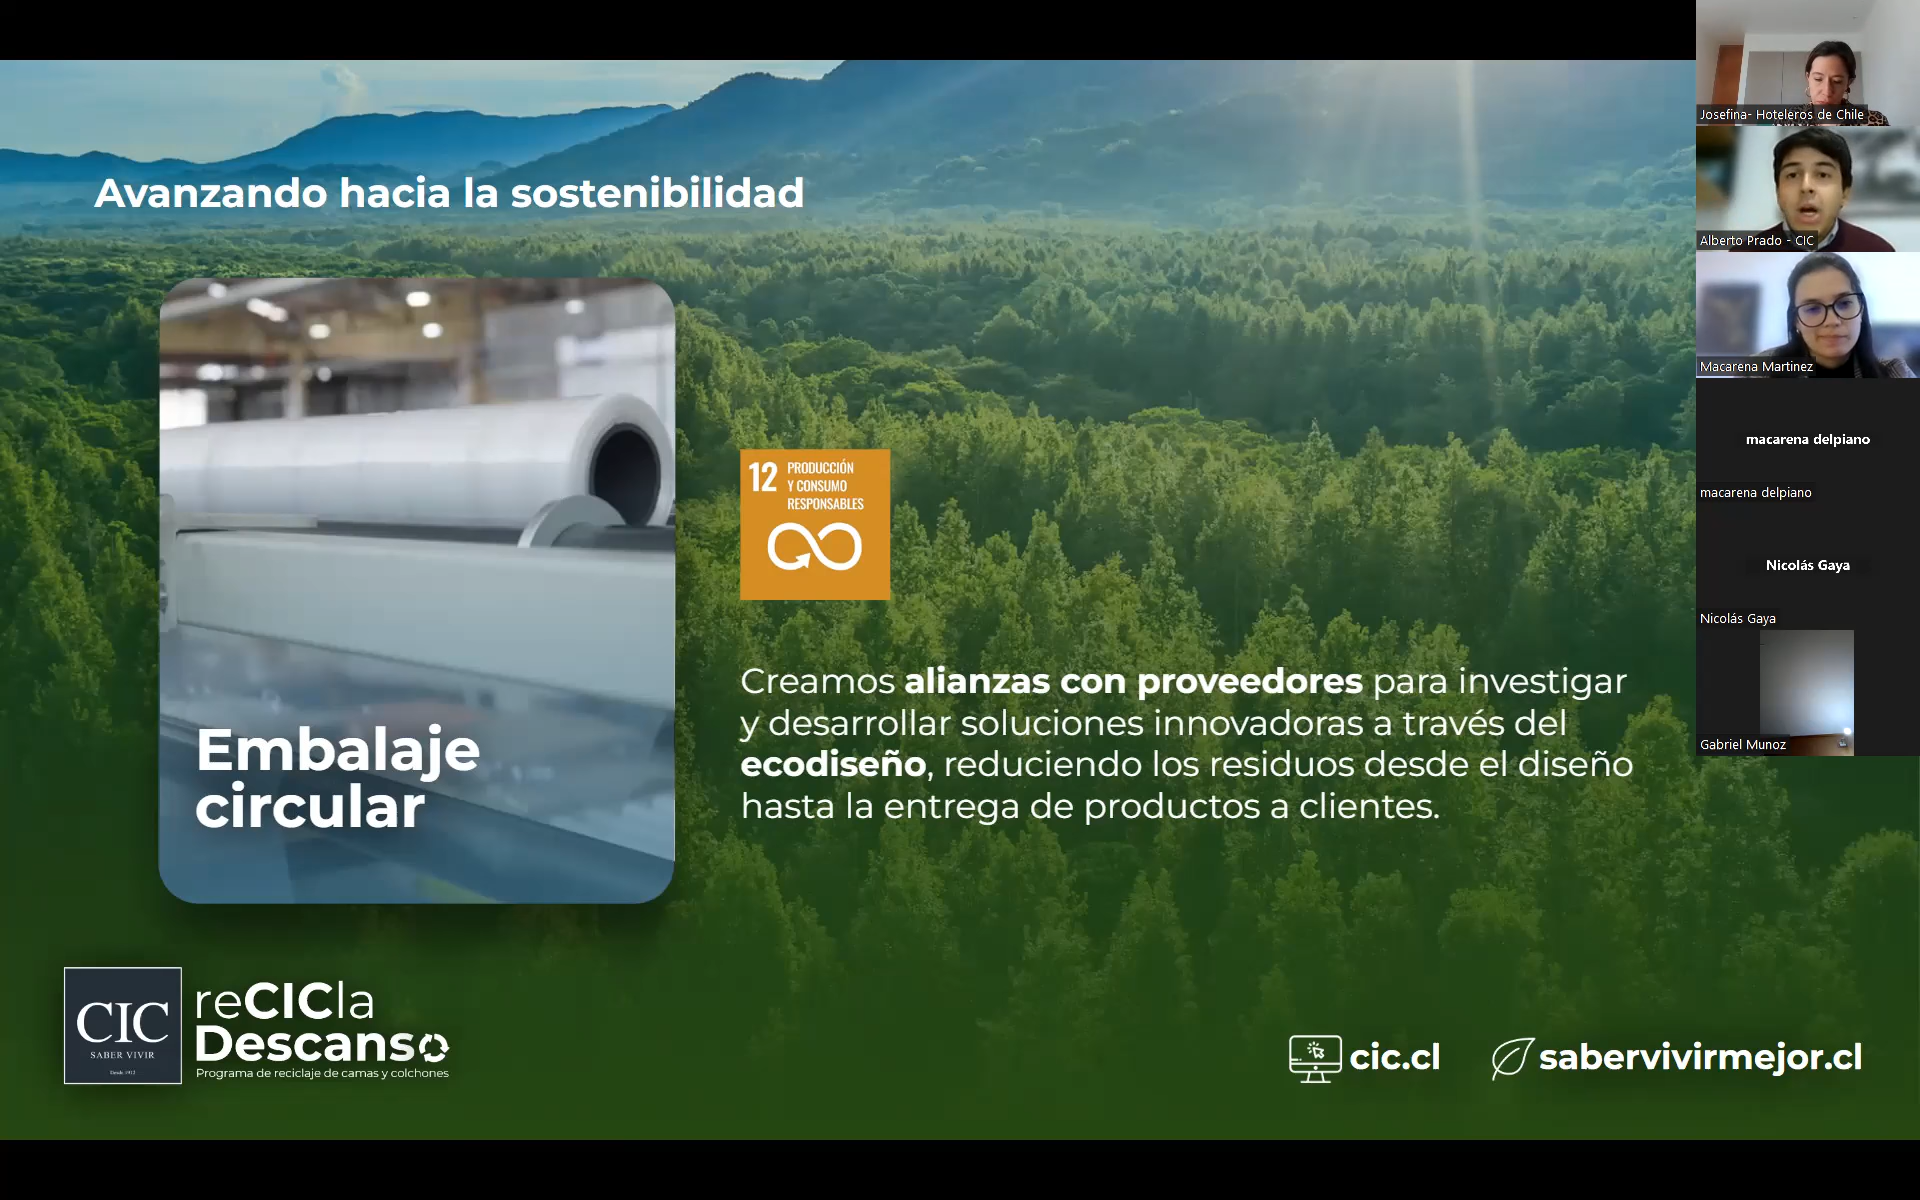 Avanzando hacia la sostenibilidad
Embalaje
circular
12 PRODUCCIÓN
Y CONSUMO
RESPONSABLES
Creamos alianzas con proveedores para investigar
y desarrollar soluciones innovadoras a través del
ecodiseño, reduciendo los residuos desde el diseño
hasta la entrega de productos a clientes.
CIC
SABER VIVIR
Desde 1912
reCICla
Descanso
Programa de reciclaje de camas y colchones
cic.cl
sabervivirmejor.cl
Josefina- Hoteleros de Chile
Alberto Prado - CIC
Macarena Martinez
macarena delpiano
macarena delpiano
Nicolás Gaya
Nicolás Gaya
Gabriel Munoz